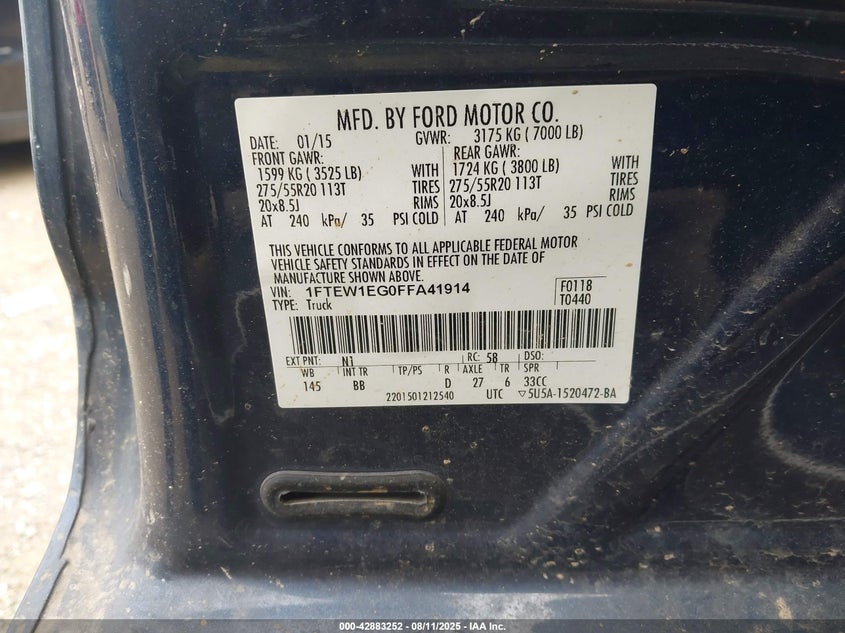 MFD. BY FORD MOTOR CO.
DATE: 01/15 GVWR: 3175 KG ( 7000 LB)
FRONT GAWR: REAR GAWR:
1599 KG ( 3525 LB) WITH 1724 KG ( 3800 LB) WITH
275/55R20 113T TIRES 275/55R20 113T TIRES
20x8.5J RIMS 20x8.5J RIMS
AT 240 kPa/ 35 PSI COLD AT 240 kPa/ 35 PSI COLD
THIS VEHICLE CONFORMS TO ALL APPLICABLE FEDERAL MOTOR
VEHICLE SAFETY STANDARDS IN EFFECT ON THE DATE OF
MANUFACTURE SHOWN ABOVE.
VIN: 1FTEW1EG0FFA41914 F0118
TYPE: Truck T0440
EXT PNT: N1 RC: 58 DSO:
WB INT TR TP/PS R AXLE TR SPR
145 BB D 27 6 33CC
2201501212540 UTC ▽5U5A-1520472-BA
000-42883252 - 08/11/2025 - IAA Inc.